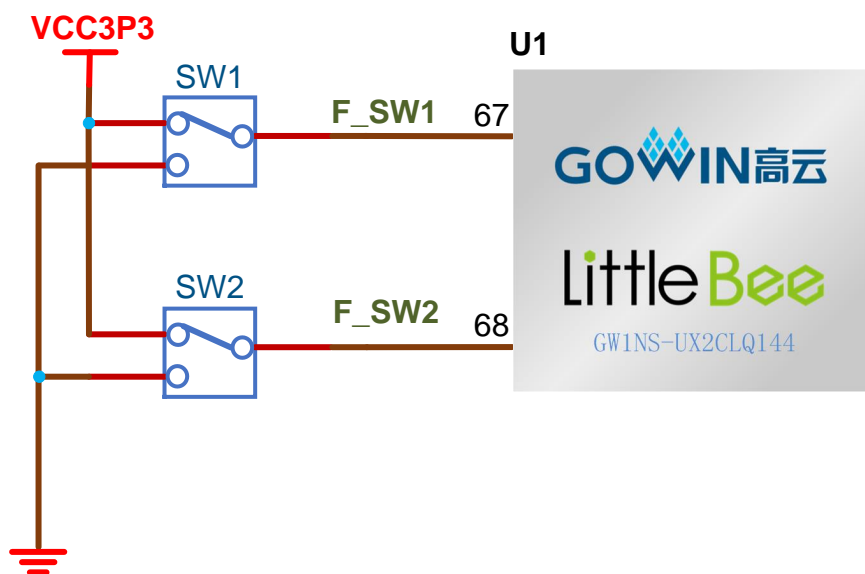 VCC3P3
U1
SW1
F_SW1 67
GOWIN高云
LittleBee
SW2
F_SW2 68
GW1NS-UX2CLQ144